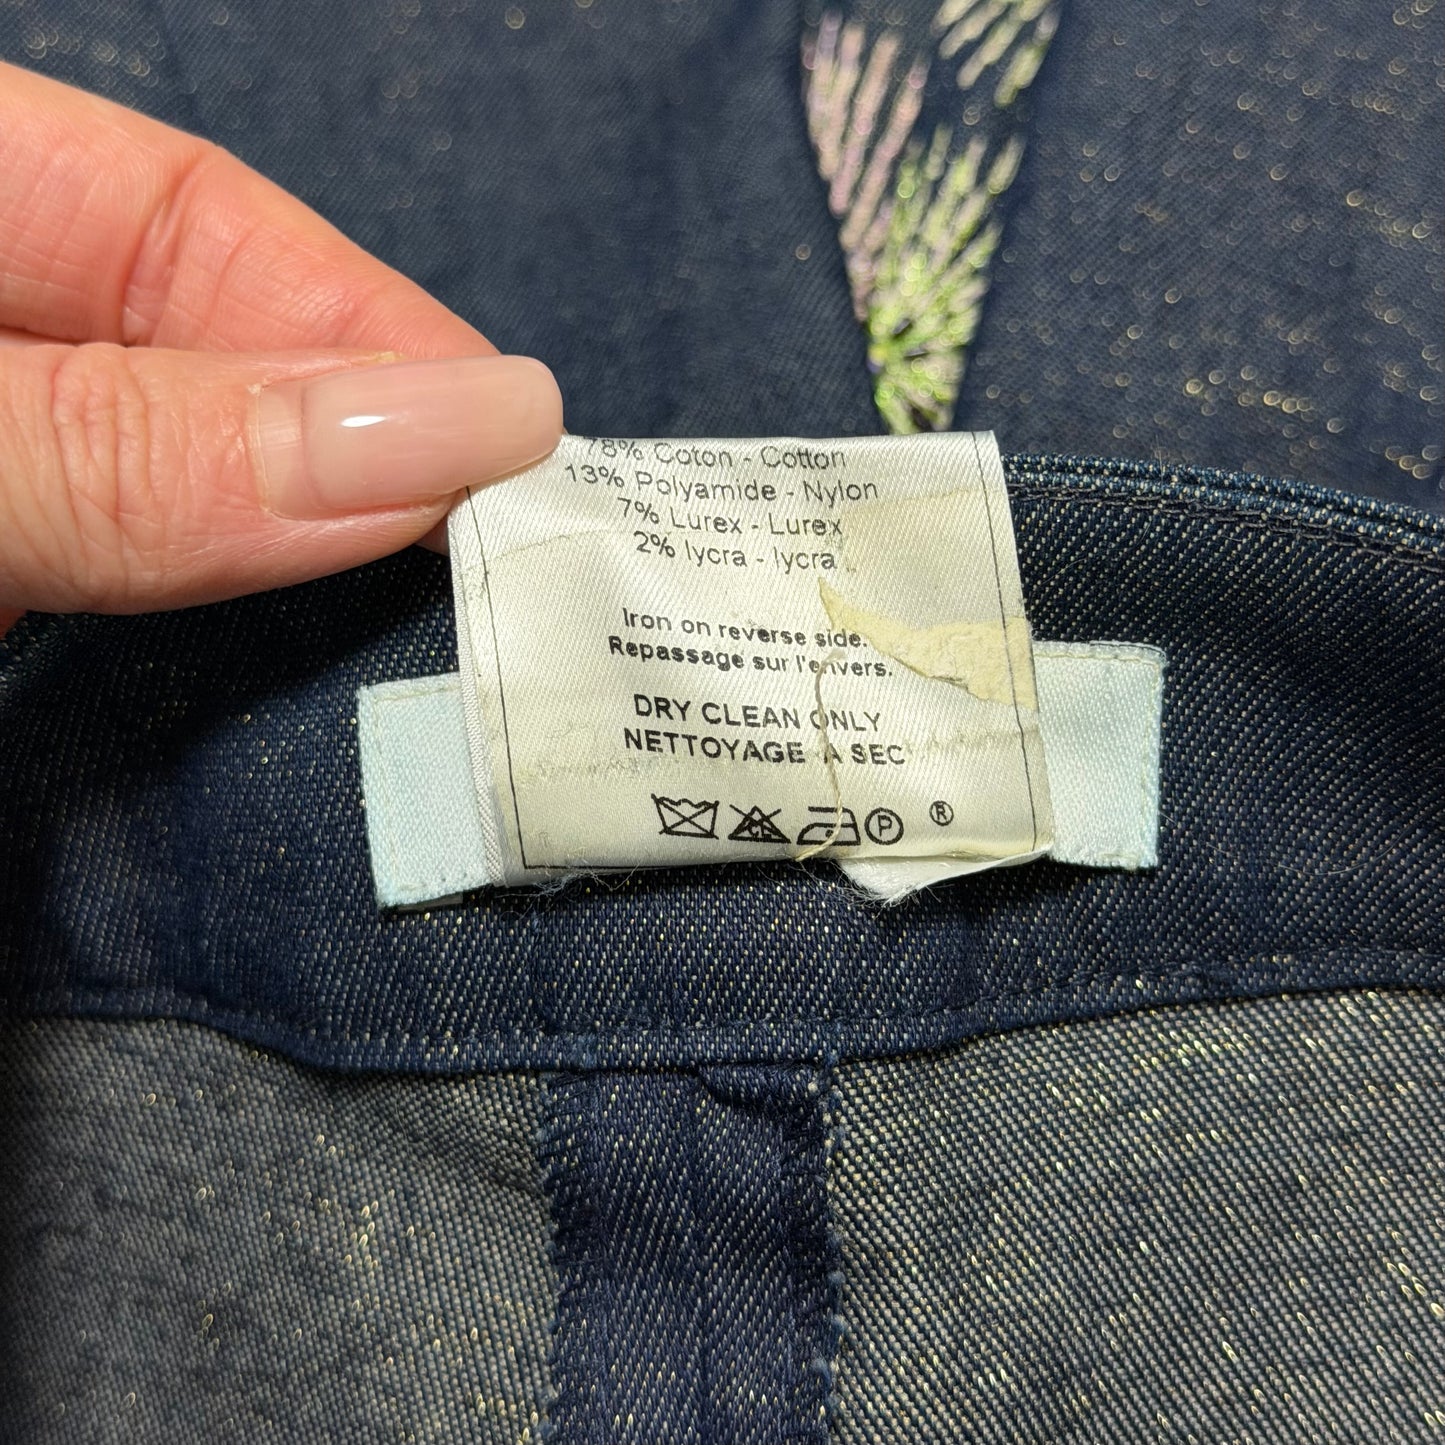 78% Coton - Cotton
13% Polyamide - Nylon
7% Lurex - Lurex
2% lycra - lycra
Iron on reverse side.
Repassage sur l'envers.
DRY CLEAN ONLY
NETTOYAGE A SEC
CL P ®